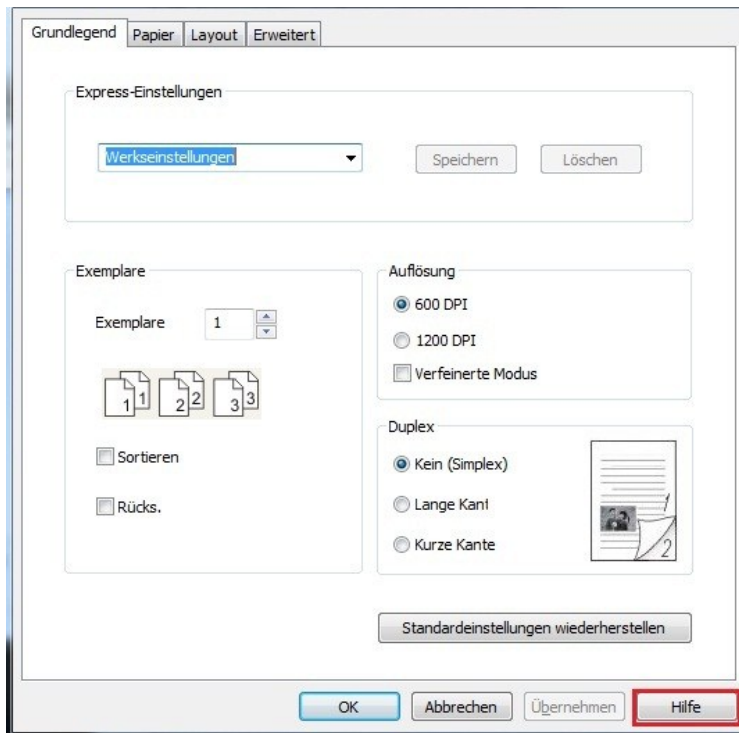 Grundlegend Papier Layout Erweitert
Express-Einstellungen
Werkseinstellungen Speichern Löschen
Exemplare
Exemplare 1
1 1 2 2 3 3
Sortieren
Rücks.
Auflösung
600 DPI
1200 DPI
Verfeinerte Modus
Duplex
Kein (Simplex)
Lange Kant
Kurze Kante
1
2
Standardeinstellungen wiederherstellen
OK Abbrechen Übernehmen Hilfe